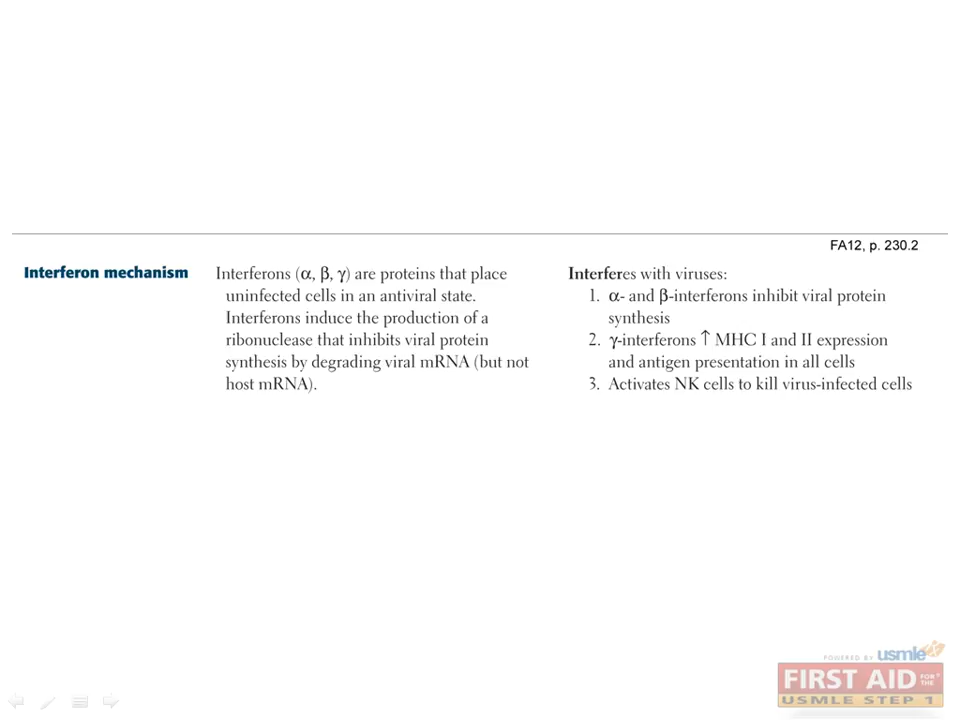 FA12, p. 230.2
Interferon mechanism
Interferons (α, β, γ) are proteins that place
uninfected cells in an antiviral state.
Interferons induce the production of a
ribonuclease that inhibits viral protein
synthesis by degrading viral mRNA (but not
host mRNA).
Interferes with viruses:
1. α- and β-interferons inhibit viral protein
synthesis
2. γ-interferons ↑ MHC I and II expression
and antigen presentation in all cells
3. Activates NK cells to kill virus-infected cells
POWERED BY usmle
FIRST AID FOR THE
USMLE STEP 1